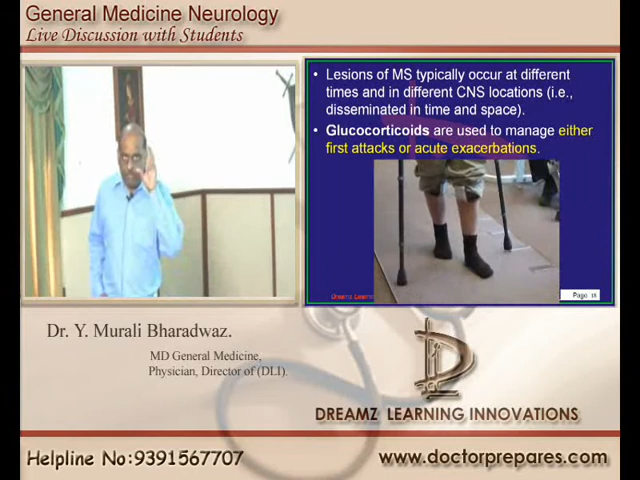 General Medicine Neurology
Live Discussion with Students
• Lesions of MS typically occur at different
times and in different CNS locations (i.e.,
disseminated in time and space).
• Glucocorticoids are used to manage either
first attacks or acute exacerbations.
Dreamz Learni
Page 18
Dr. Y. Murali Bharadwaz.
MD General Medicine,
Physician, Director of (DLI).
DREAMZ LEARNING INNOVATIONS
Helpline No:9391567707
www.doctorprepares.com